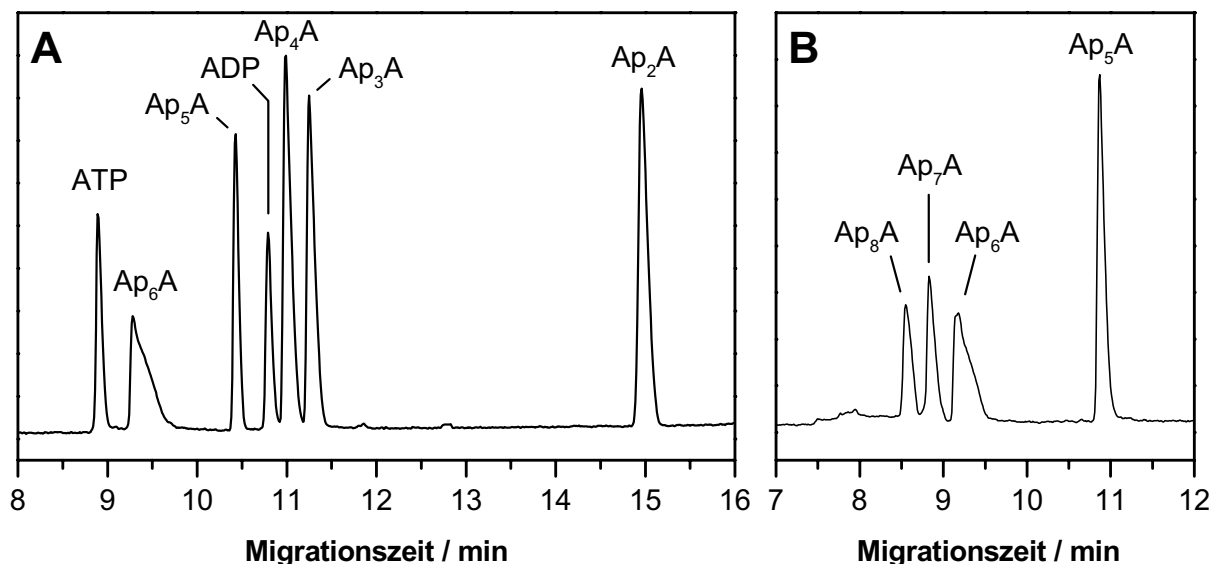 A
ATP
Ap₆A
Ap₅A
ADP
Ap₄A
Ap₃A
Ap₂A
8 9 10 11 12 13 14 15 16
Migrationszeit / min
B
Ap₈A
Ap₇A
Ap₆A
Ap₅A
7 8 9 10 11 12
Migrationszeit / min